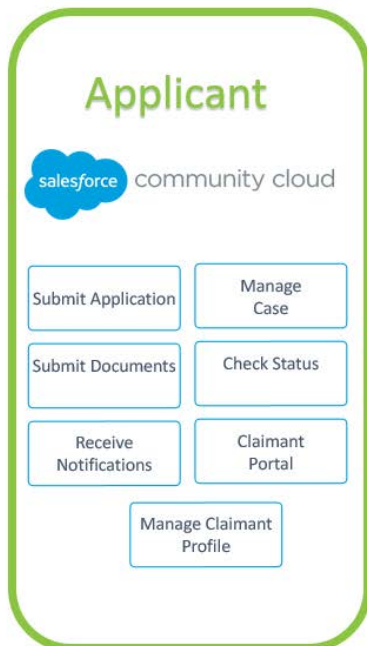 Applicant
salesforce community cloud
Submit Application
Manage
Case
Submit Documents
Check Status
Receive
Notifications
Claimant
Portal
Manage Claimant
Profile